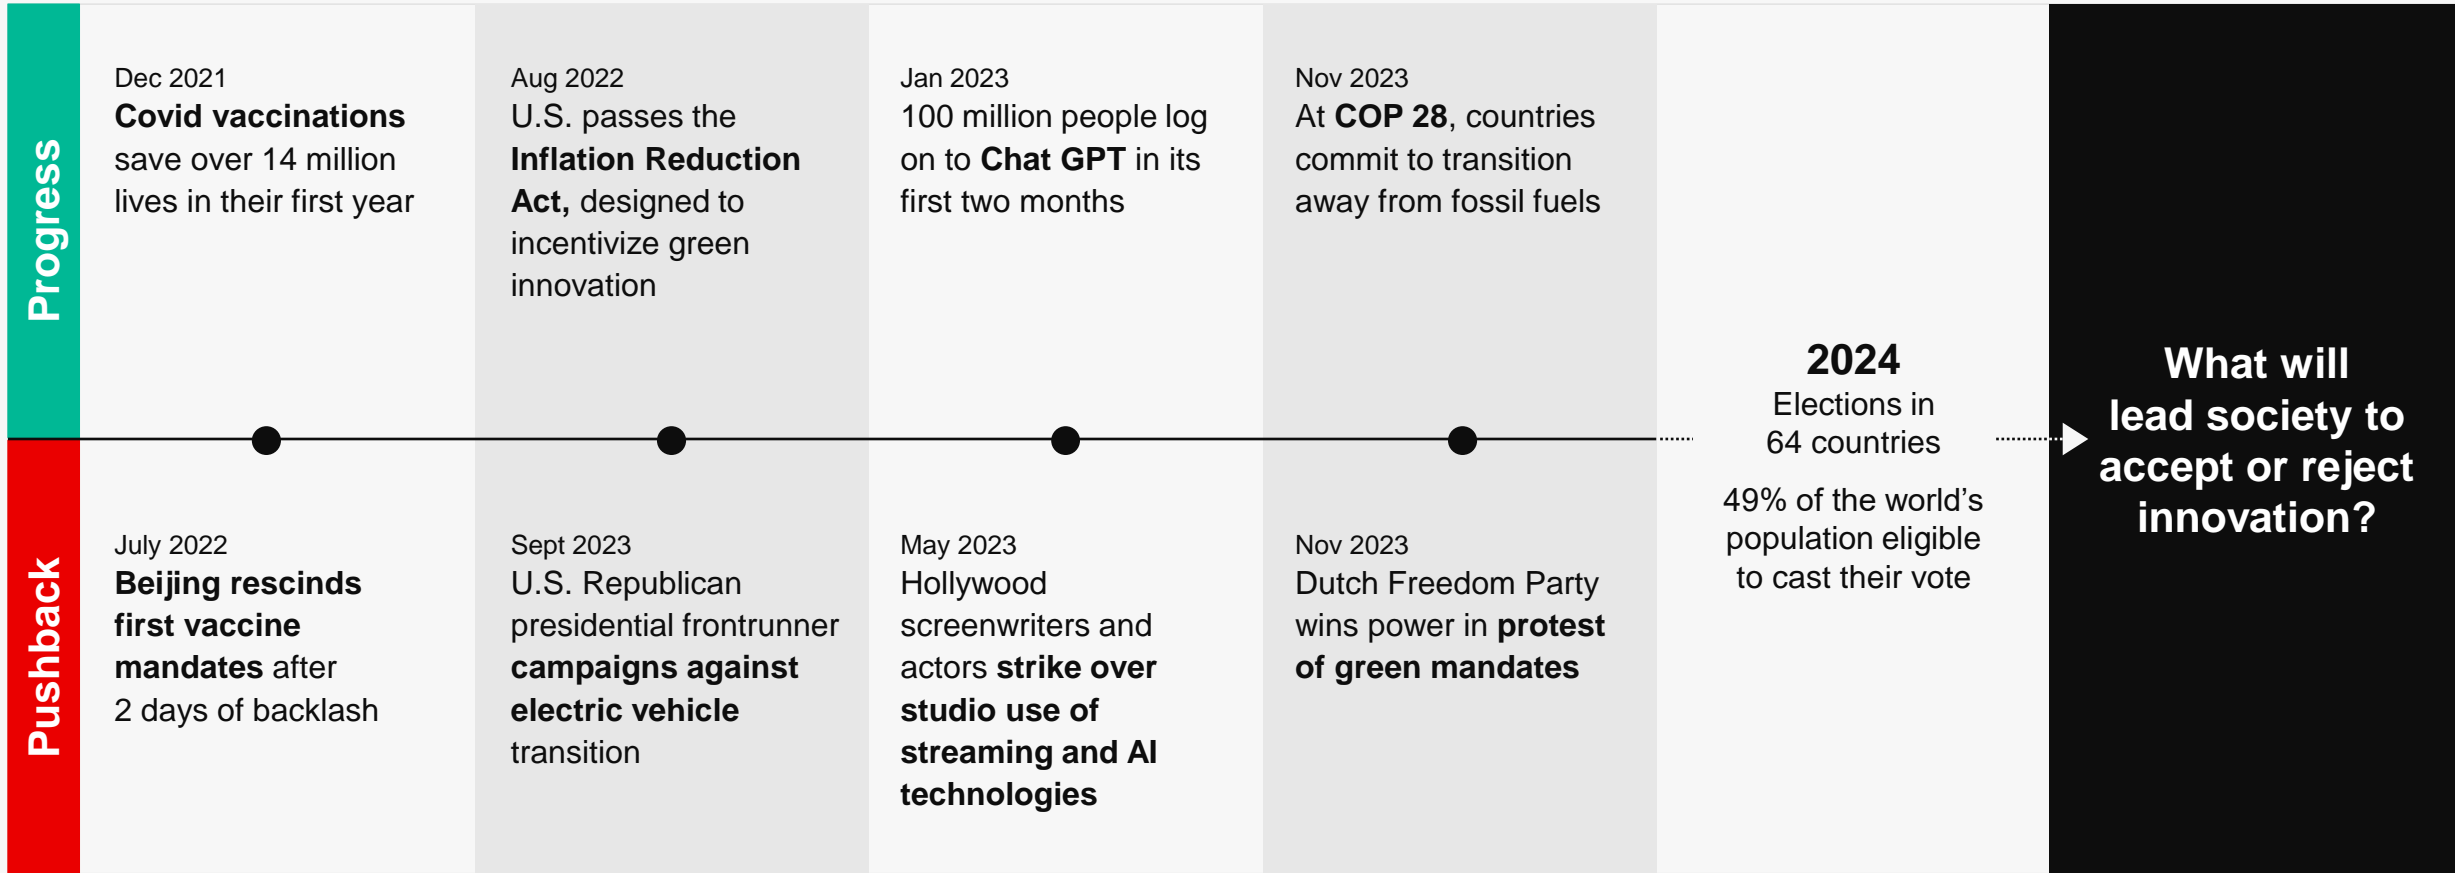 Progress
Dec 2021
Covid vaccinations
save over 14 million
lives in their first year
Aug 2022
U.S. passes the
Inflation Reduction
Act, designed to
incentivize green
innovation
Jan 2023
100 million people log
on to Chat GPT in its
first two months
Nov 2023
At COP 28, countries
commit to transition
away from fossil fuels
Pushback
July 2022
Beijing rescinds
first vaccine
mandates after
2 days of backlash
Sept 2023
U.S. Republican
presidential frontrunner
campaigns against
electric vehicle
transition
May 2023
Hollywood
screenwriters and
actors strike over
studio use of
streaming and AI
technologies
Nov 2023
Dutch Freedom Party
wins power in protest
of green mandates
2024
Elections in
64 countries
49% of the world’s
population eligible
to cast their vote
What will
lead society to
accept or reject
innovation?